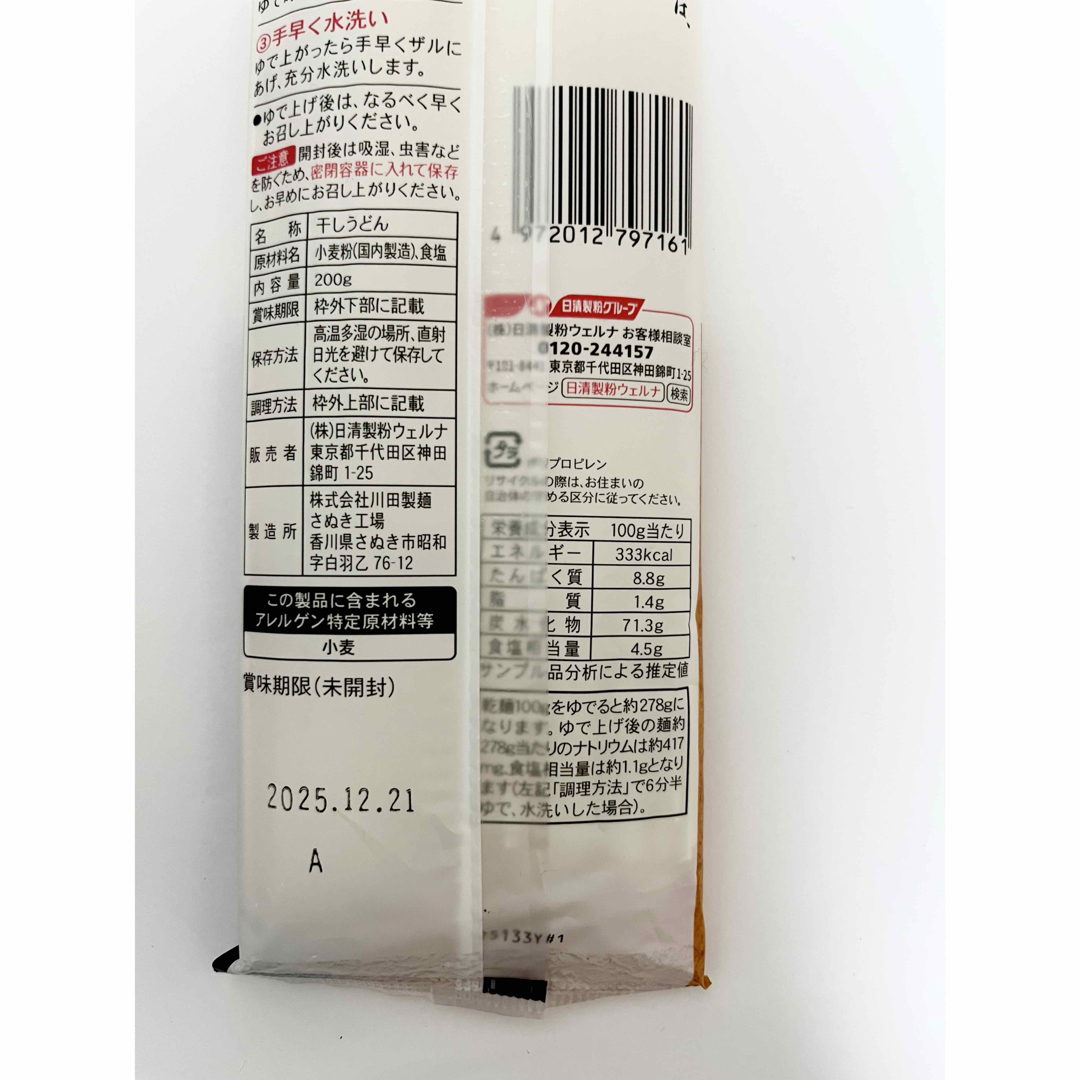 ③手早く水洗い
ゆで上がったら手早くザルに
あげ、充分水洗いします。
●ゆで上げ後は、なるべく早く
お召し上がりください。
ご注意 開封後は吸湿、虫害など
を防ぐため、密閉容器に入れて保存
し、お早めにお召し上がりください。
名称 干しうどん
原材料名 小麦粉(国内製造)、食塩
内容量 200g
賞味期限 枠外下部に記載
保存方法 高温多湿の場所、直射
日光を避けて保存して
ください。
調理方法 枠外上部に記載
販売者 (株)日清製粉ウェルナ
東京都千代田区神田
錦町 1-25
製造所 株式会社川田製麺
さぬき工場
香川県さぬき市昭和
字白羽乙 76-12
この製品に含まれる
アレルゲン特定原材料等
小麦
賞味期限(未開封)
2025.12.21
A
は、
4 972012 797161
日清製粉グループ
(株)日清製粉ウェルナ お客様相談室
0120-244157
〒101-8441 東京都千代田区神田錦町1-25
ホームページ 日清製粉ウェルナ 検索
プラ
ポリプロピレン
リサイクルの際は、お住まいの
自治体の定める区分に従ってください。
栄養成分表示 100g当たり
エネルギー 333kcal
たんぱく質 8.8g
脂質 1.4g
炭水化物 71.3g
食塩相当量 4.5g
サンプル品分析による推定値
乾麺100gをゆでると約278gに
なります。ゆで上げ後の麺約
278g当たりのナトリウムは約417
mg、食塩相当量は約1.1gとなり
ます(左記「調理方法」で6分半
ゆで、水洗いした場合)。